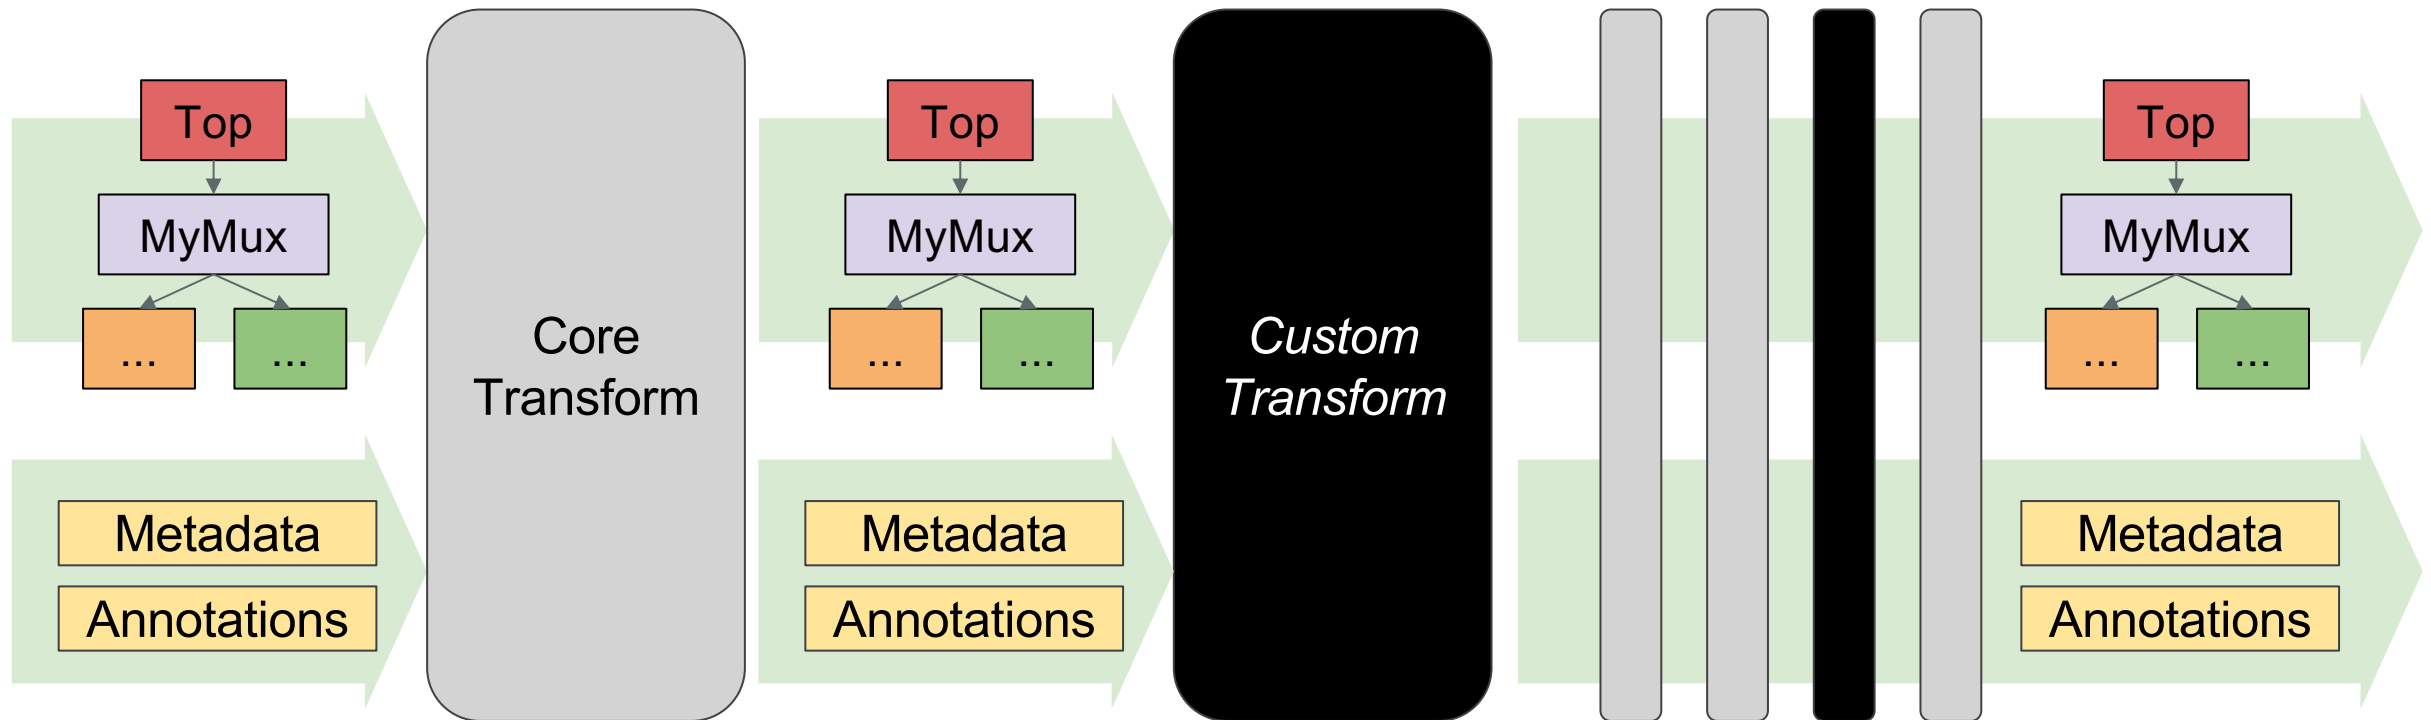 Top
MyMux
...
...
Metadata
Annotations
Core
Transform
Top
MyMux
...
...
Metadata
Annotations
Custom
Transform
Top
MyMux
...
...
Metadata
Annotations